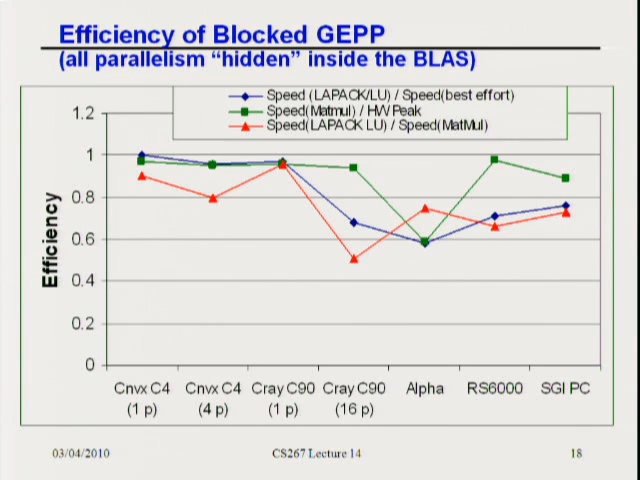 Efficiency of Blocked GEPP
(all parallelism “hidden” inside the BLAS)
Speed (LAPACK/LU) / Speed(best effort)
Speed(Matmul) / HW Peak
Speed(LAPACK LU) / Speed(MatMul)
1.2
1
0.8
0.6
0.4
0.2
0
Efficiency
Cnvx C4 Cnvx C4 Cray C90 Cray C90 Alpha RS6000 SGI PC
(1 p) (4 p) (1 p) (16 p)
03/04/2010 CS267 Lecture 14 18